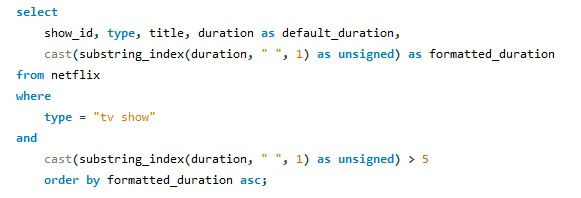 select
show_id, type, title, duration as default_duration,
cast(substring_index(duration, " ", 1) as unsigned) as formatted_duration
from netflix
where
type = "tv show"
and
cast(substring_index(duration, " ", 1) as unsigned) > 5
order by formatted_duration asc;